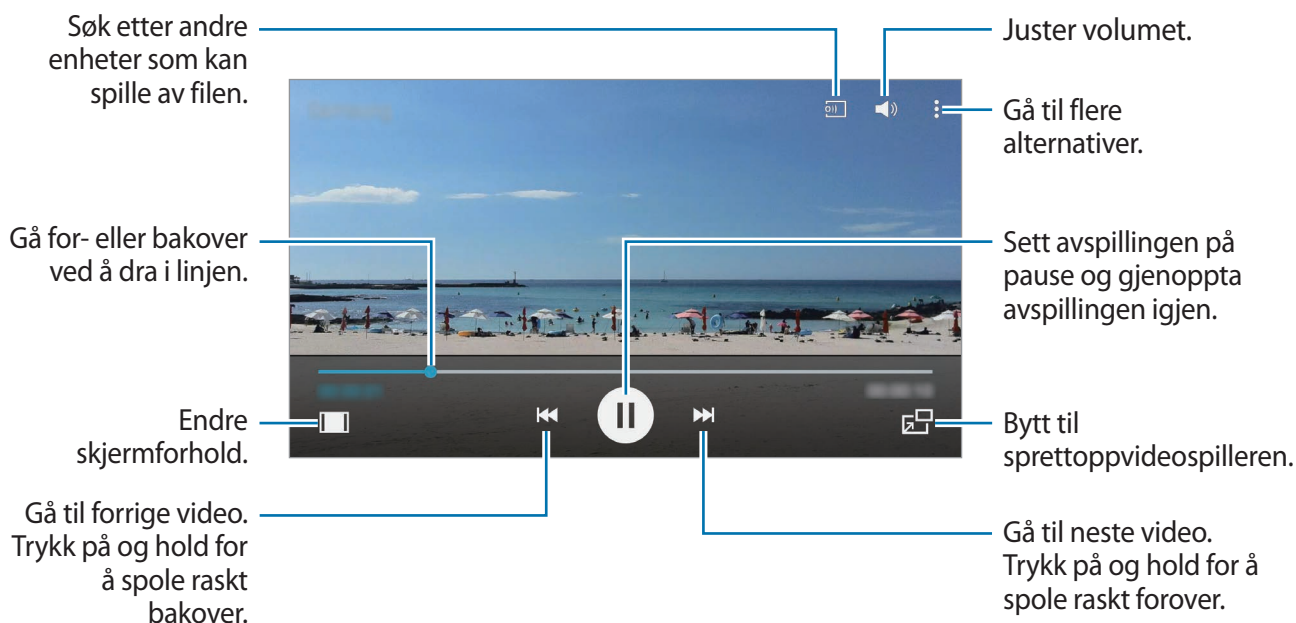 Søk etter andre
enheter som kan
spille av filen.
Juster volumet.
Gå til flere
alternativer.
Gå for- eller bakover
ved å dra i linjen.
Sett avspillingen på
pause og gjenoppta
avspillingen igjen.
Endre
skjermforhold.
Bytt til
sprettoppvideospilleren.
Gå til forrige video.
Trykk på og hold for
å spole raskt
bakover.
Gå til neste video.
Trykk på og hold for å
spole raskt forover.